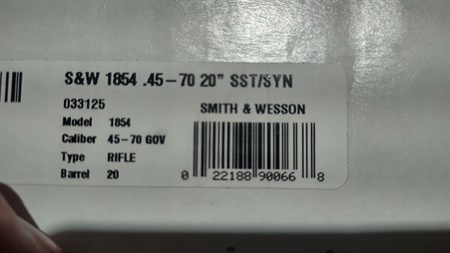 S&W 1854 .45-70 20" SST/SYN
033125
SMITH & WESSON
Model 1854
Caliber 45-70 GOV
Type RIFLE
Barrel 20
0 22188 90066 8